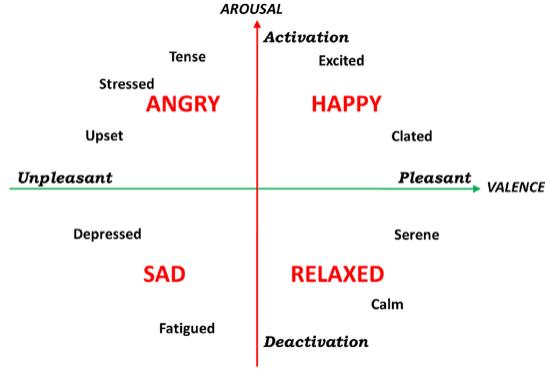 AROUSAL
Activation
Tense
Excited
Stressed
ANGRY
HAPPY
Upset
Clated
Unpleasant
Pleasant
VALENCE
Depressed
Serene
SAD
RELAXED
Calm
Fatigued
Deactivation